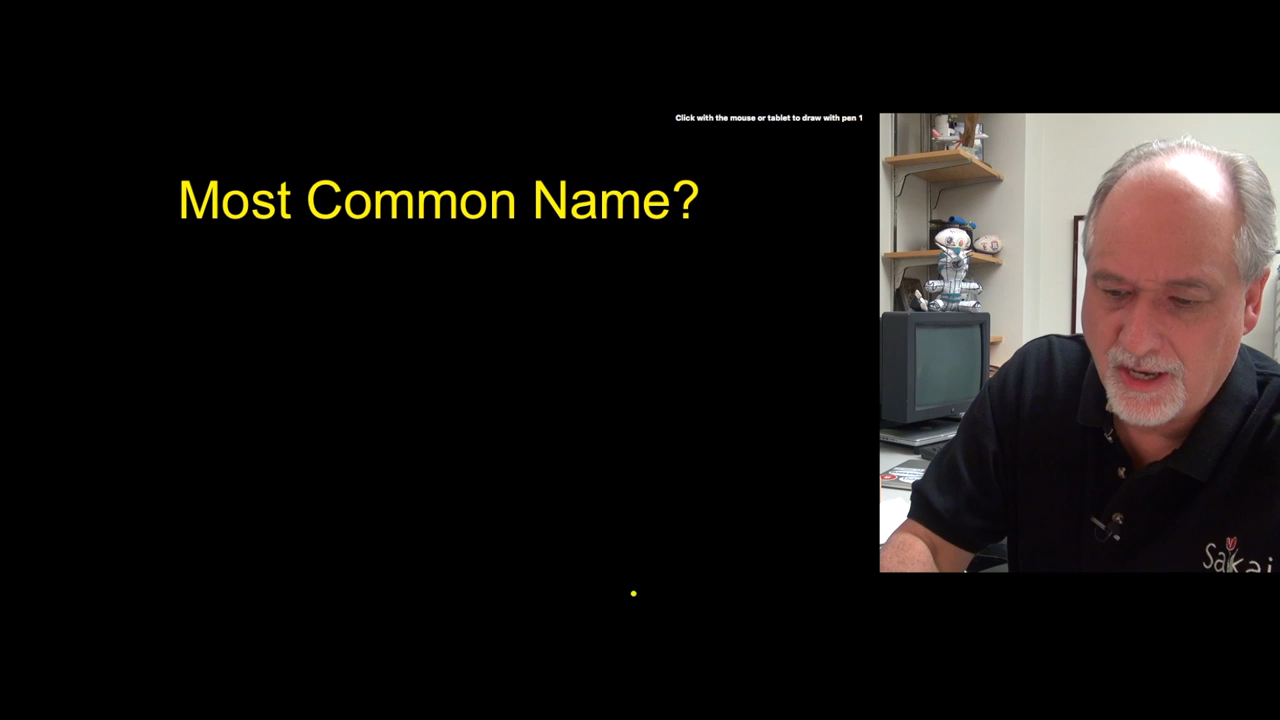 Click with the mouse or tablet to draw with pen 1
Most Common Name?
Sakai